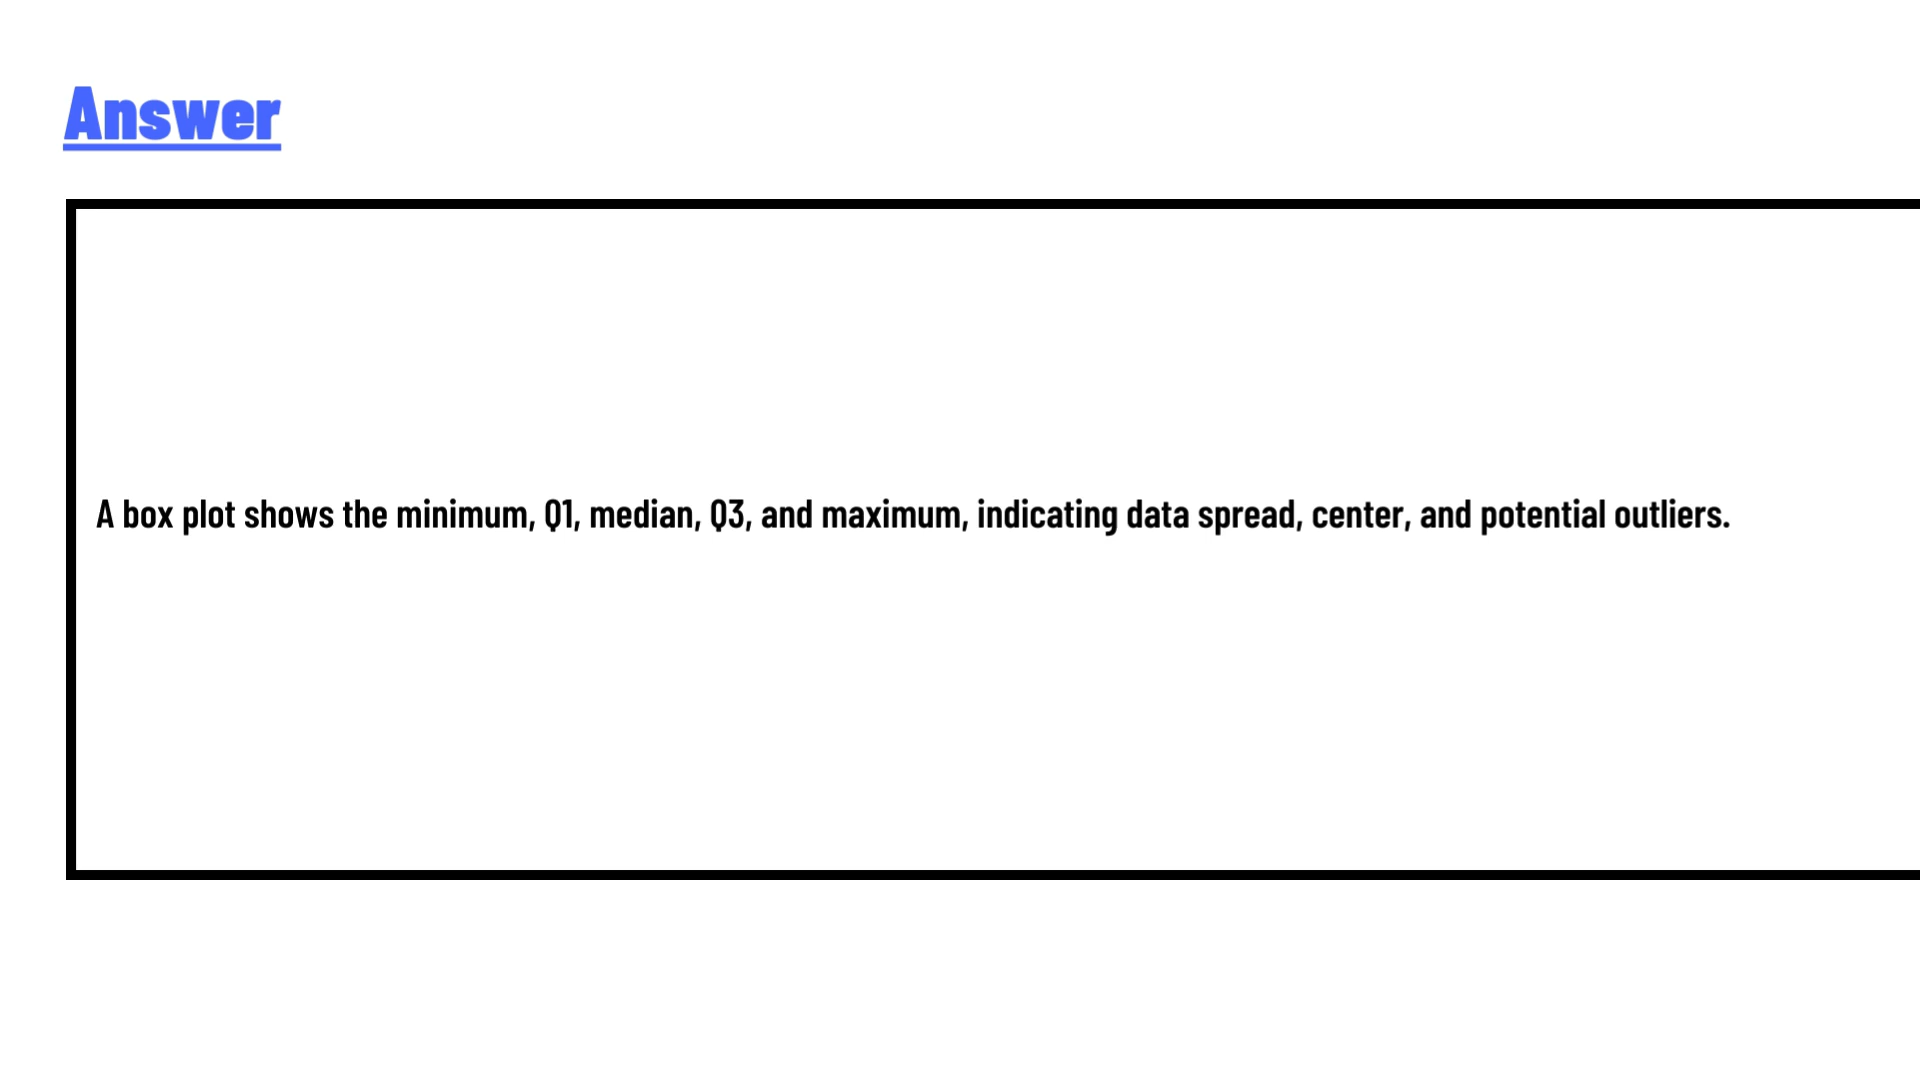 Answer
A box plot shows the minimum, Q1, median, Q3, and maximum, indicating data spread, center, and potential outliers.